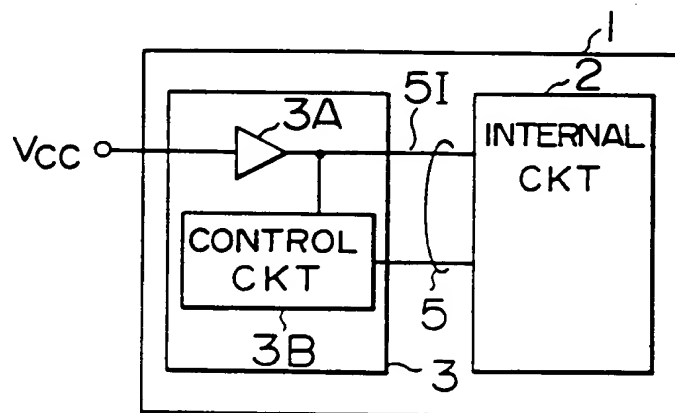 1
2
3A
5I
VCC
INTERNAL
CKT
CONTROL
CKT
5
3B
3